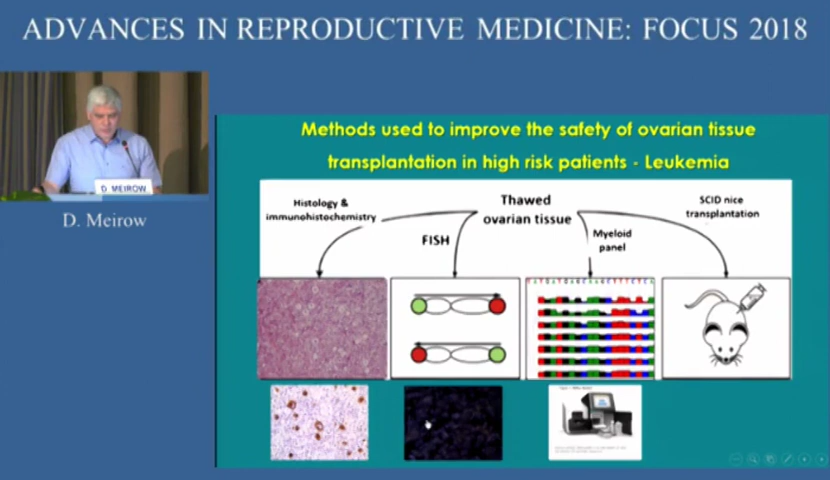 ADVANCES IN REPRODUCTIVE MEDICINE: FOCUS 2018
D. MEIROW
D. Meirow
Methods used to improve the safety of ovarian tissue
transplantation in high risk patients - Leukemia
Histology &
immunohistochemistry
FISH
Thawed
ovarian tissue
Myeloid
panel
SCID nice
transplantation